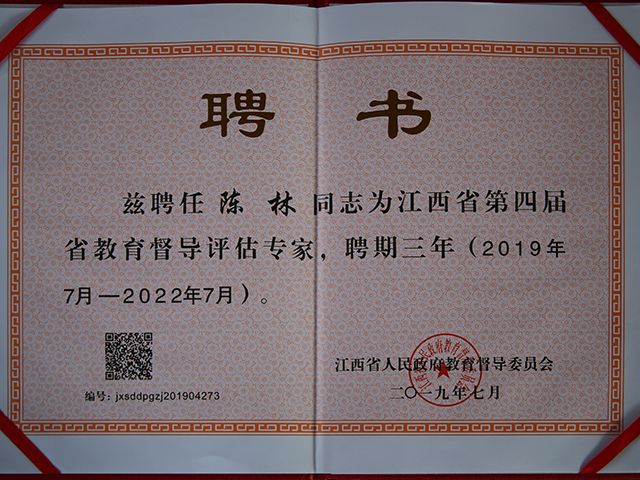 聘 书
兹聘任 陈 林 同志为江西省第四届
省教育督导评估专家，聘期三年（2019年
7月—2022年7月）。
江西省人民政府教育督导委员会
编号：jxsddpgzj201904273
二〇一九年七月